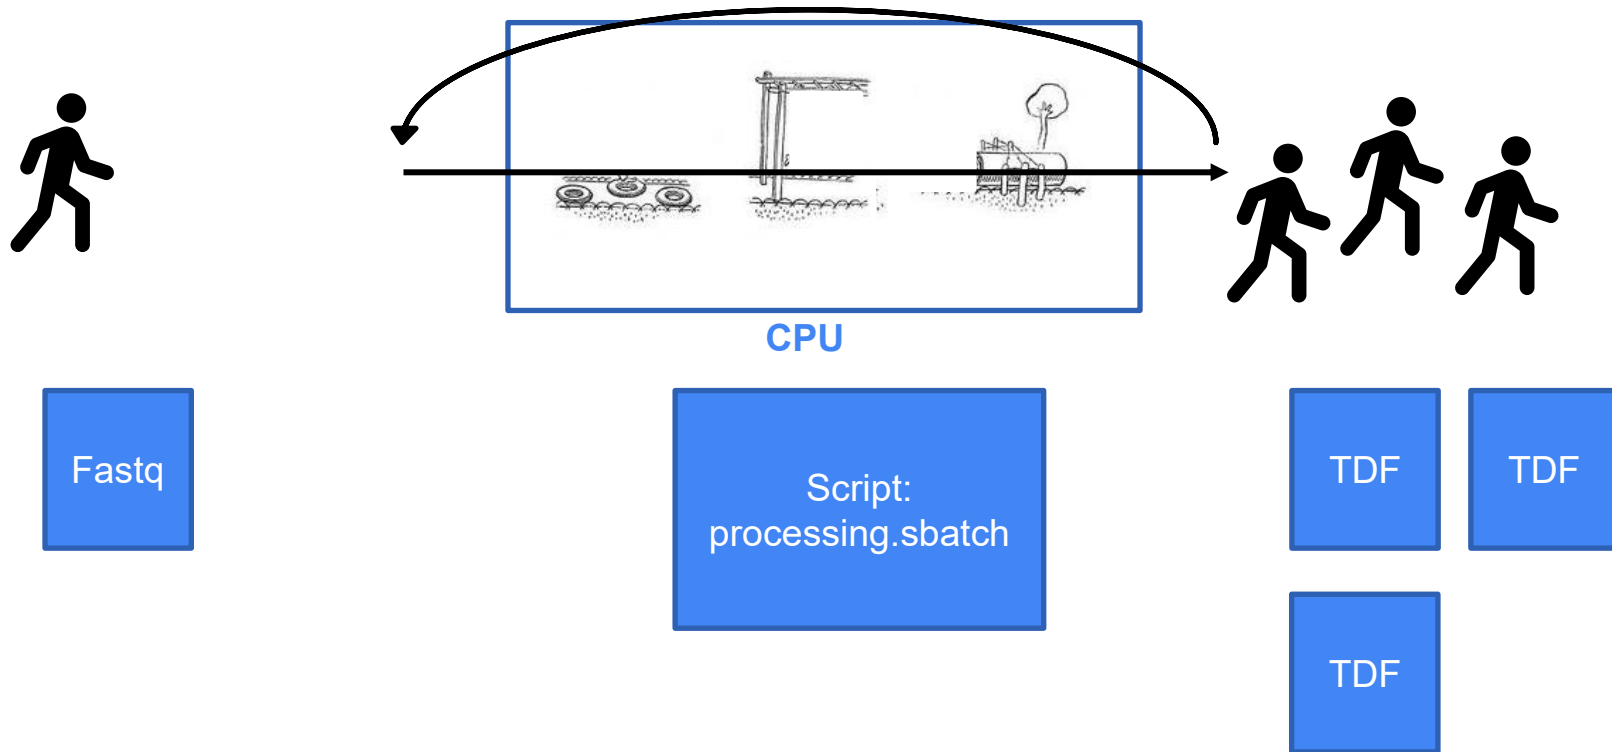 CPU
Fastq
Script:
processing.sbatch
TDF
TDF
TDF